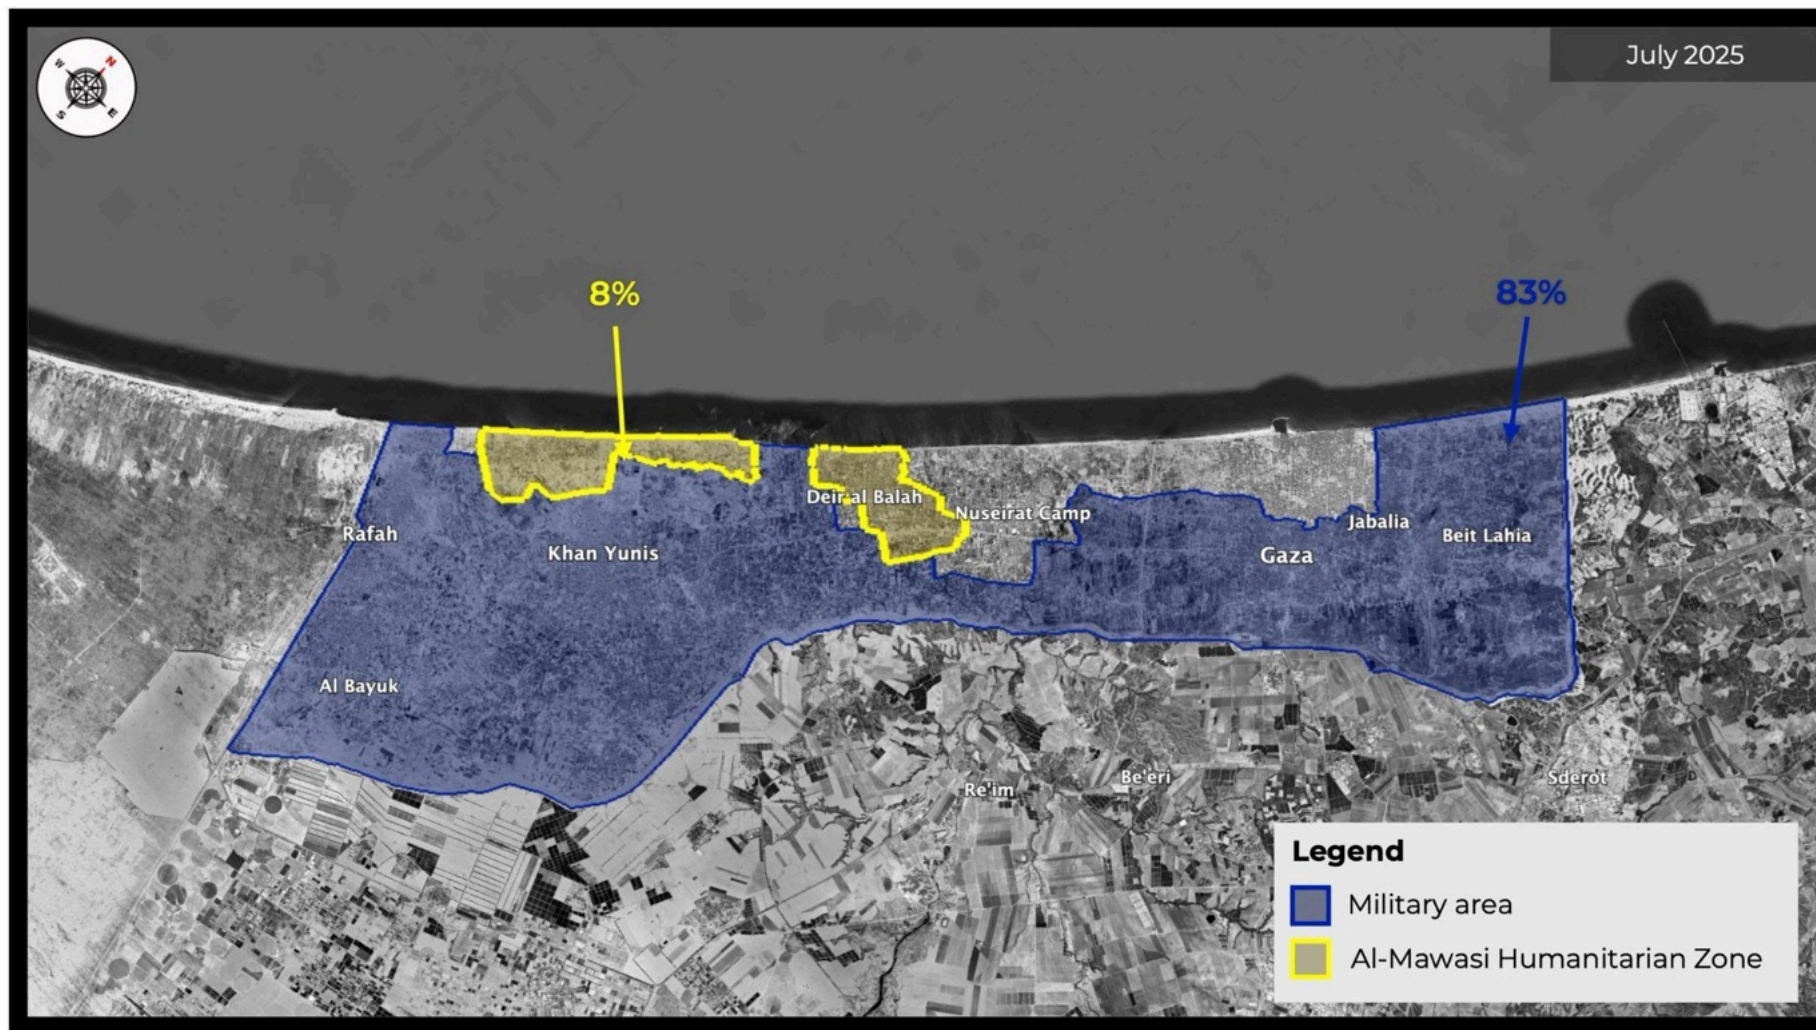 July 2025
W
N
S
E
8%
83%
Deir al Balah
Nuseirat Camp
Jabalia
Rafah
Beit Lahia
Khan Yunis
Gaza
Al Bayuk
Be'eri
Sderot
Re'im
Legend
Military area
Al-Mawasi Humanitarian Zone